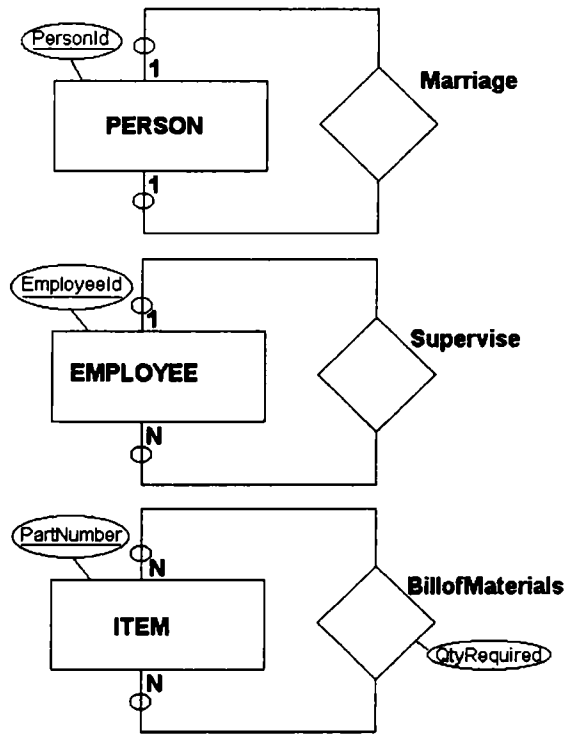 PersonId
1
PERSON
Marriage
1
EmployeeId
1
EMPLOYEE
Supervise
N
PartNumber
N
ITEM
BillofMaterials
N
QtyRequired